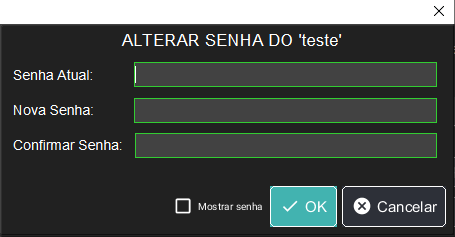 ALTERAR SENHA DO 'teste'
Senha Atual:
Nova Senha:
Confirmar Senha:
Mostrar senha OK Cancelar